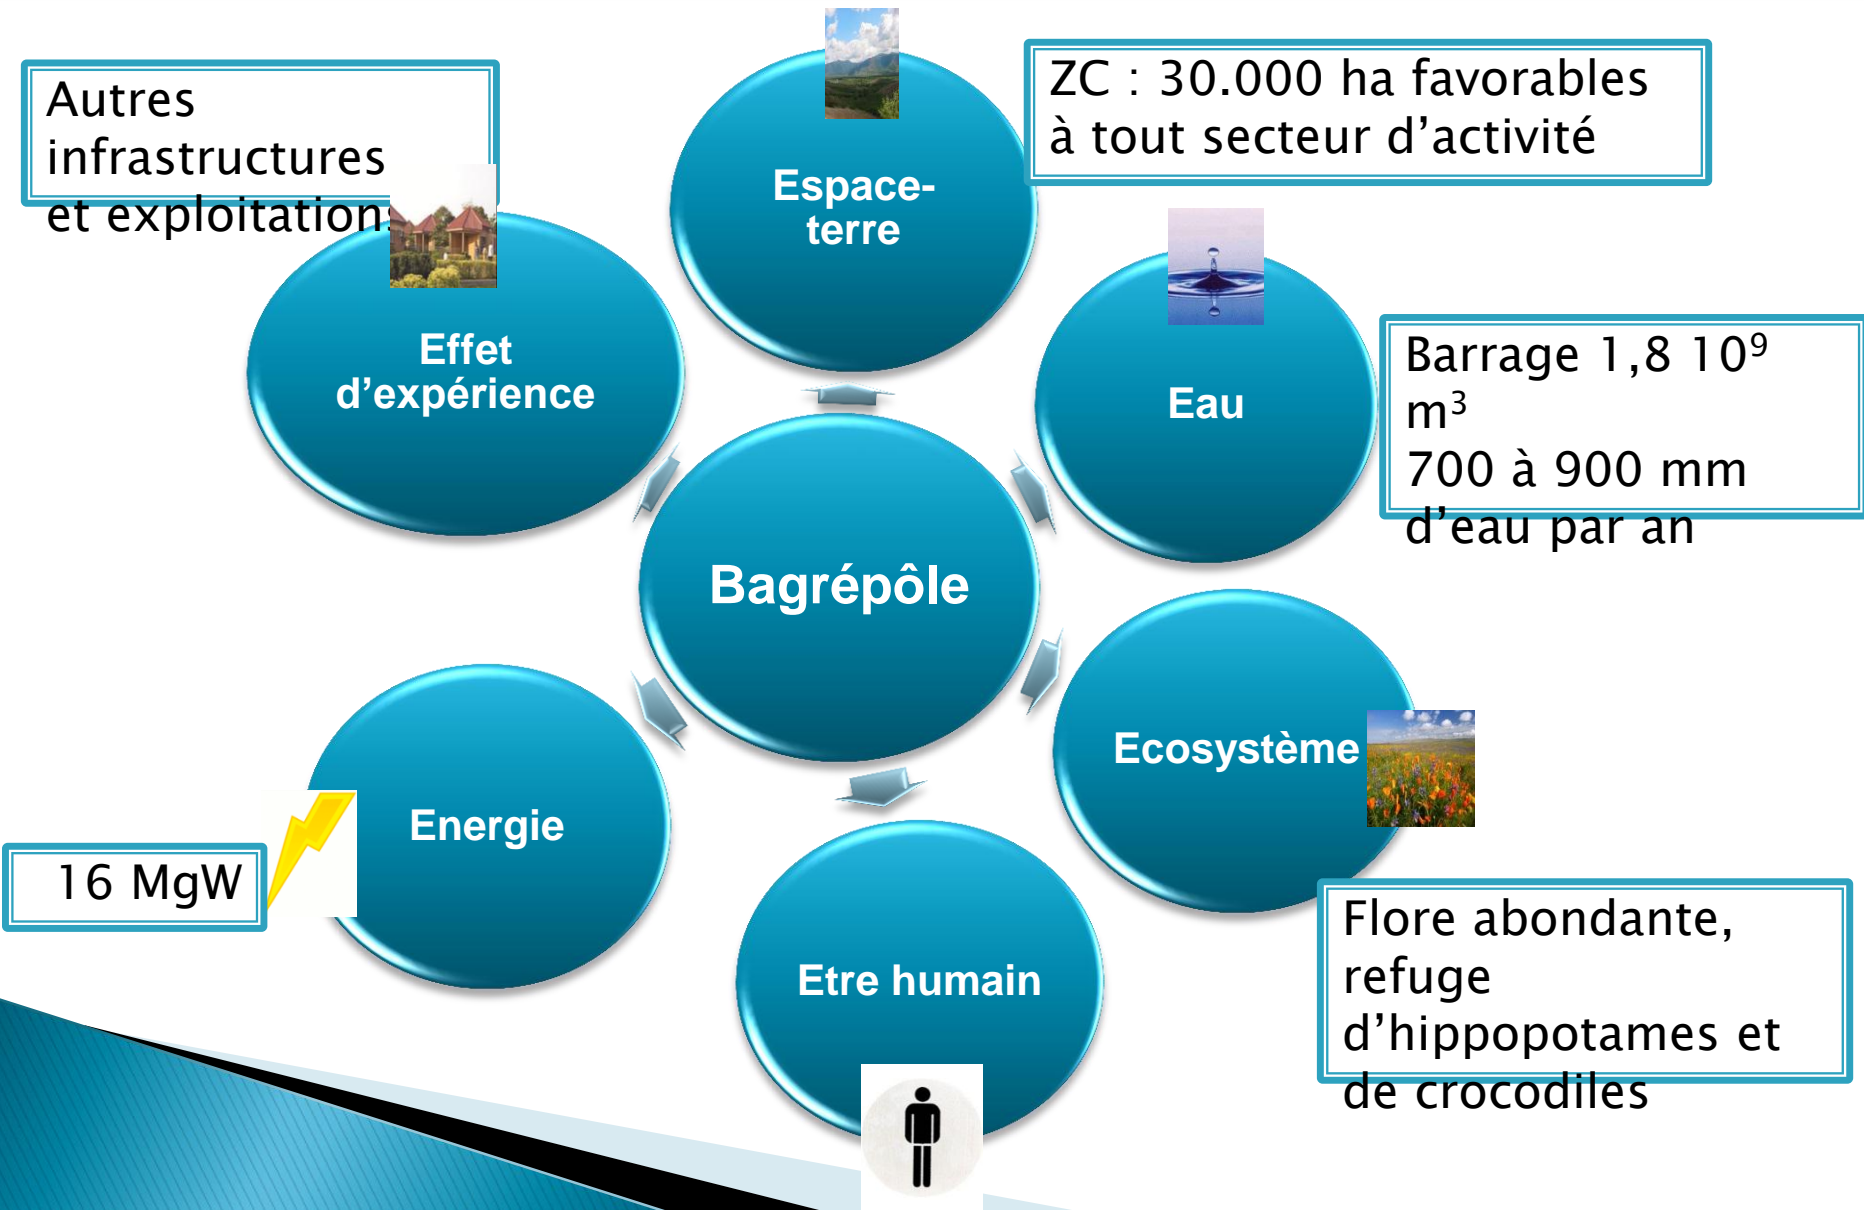 Autres
infrastructures
et exploitations
ZC : 30.000 ha favorables
à tout secteur d’activité
Espace-
terre
Effet
d’expérience
Eau
Barrage 1,8 10⁹
m³
700 à 900 mm
d’eau par an
Bagrépôle
Ecosystème
Energie
16 MgW
Flore abondante,
refuge
d’hippopotames et
de crocodiles
Etre humain